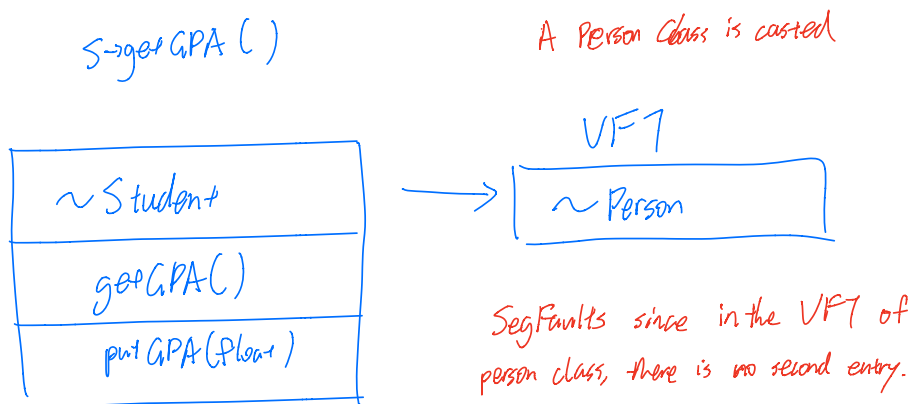 S→getGPA()
A Person Class is casted
VFT
~Student
~Person
getGPA()
putGPA(float)
SegFaults since in the VFT of
person class, there is no second entry.